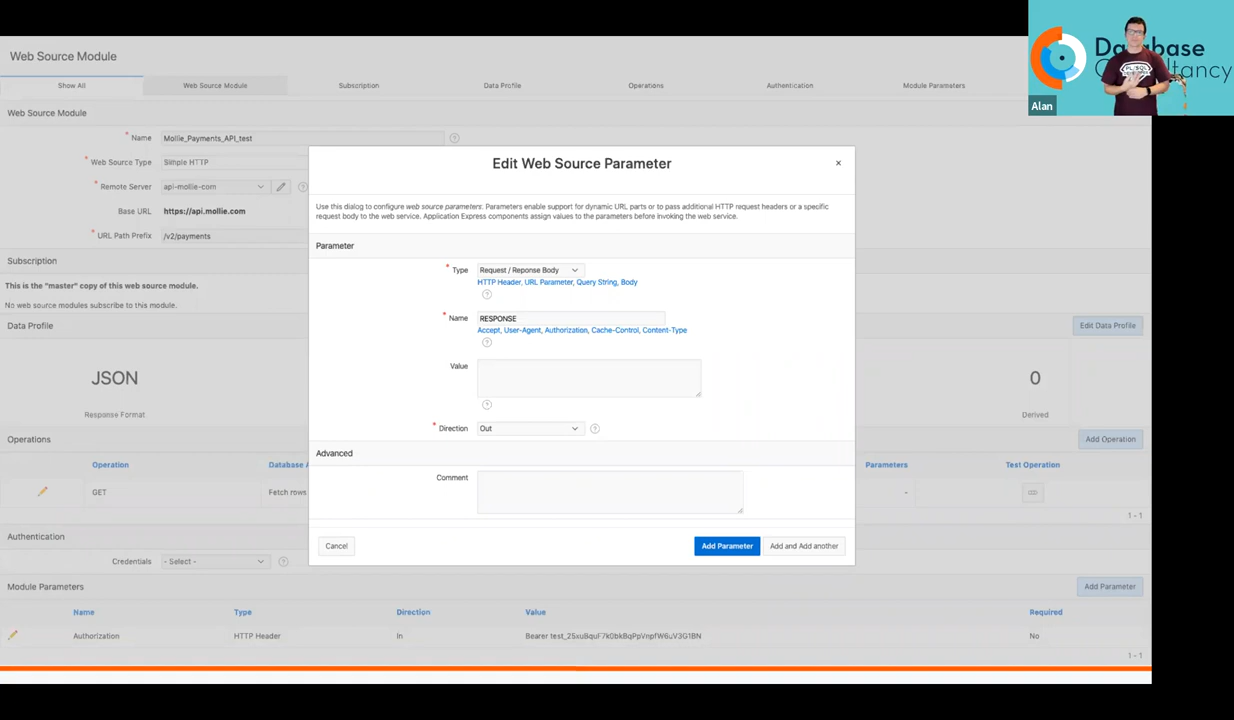 Web Source Module
Show All
Web Source Module
Subscription
Data Profile
Operations
Authentication
Module Parameters
Web Source Module
* Name Mollie_Payments_API_test
* Web Source Type Simple HTTP
* Remote Server api-mollie-com
Base URL https://api.mollie.com
* URL Path Prefix /v2/payments
Subscription
This is the "master" copy of this web source module.
No web source modules subscribe to this module.
Data Profile
Edit Data Profile
JSON
0
Response Format
Derived
Operations
Add Operation
Operation
Database A
Parameters
Test Operation
GET
Fetch rows
-
1 - 1
Authentication
Credentials - Select -
Module Parameters
Add Parameter
Name
Type
Direction
Value
Required
Authorization
HTTP Header
In
No
1 - 1
Edit Web Source Parameter
×
Use this dialog to configure web source parameters. Parameters enable support for dynamic URL parts or to pass additional HTTP request headers or a specific
request body to the web service. Application Express components assign values to the parameters before invoking the web service.
Parameter
* Type Request / Reponse Body
HTTP Header, URL Parameter, Query String, Body
?
* Name RESPONSE
Accept, User-Agent, Authorization, Cache-Control, Content-Type
?
Value
?
* Direction Out ?
Advanced
Comment
Cancel
Add Parameter
Add and Add another
Alan
PL/SQL